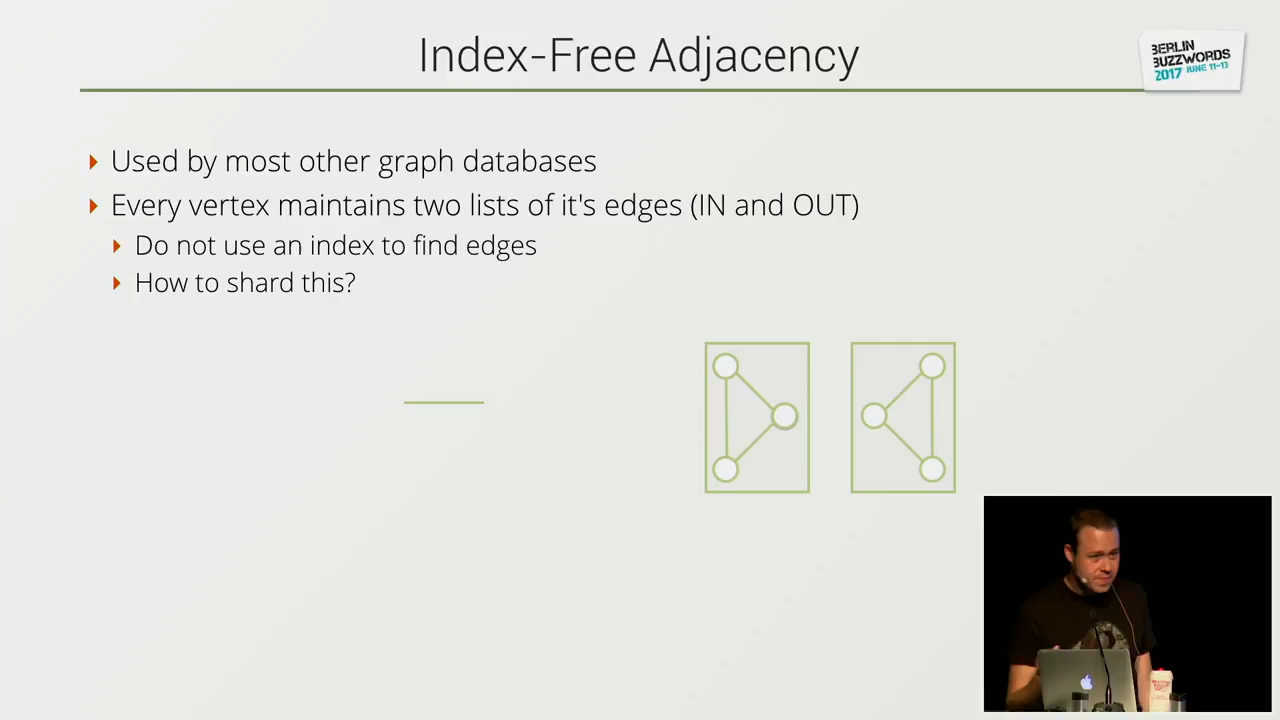 Index-Free Adjacency
BERLIN
BUZZWORDS
2017 JUNE 11-13
Used by most other graph databases
Every vertex maintains two lists of it's edges (IN and OUT)
Do not use an index to find edges
How to shard this?